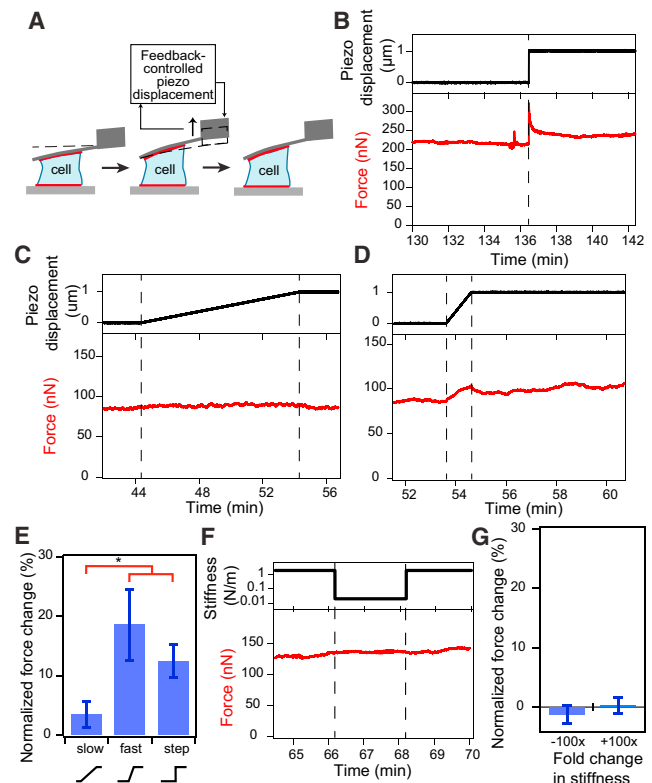 A
Feedback-
controlled
piezo
displacement
cell
cell
cell
B
Piezo
displacement
(µm)
1
0
Force (nN)
300
250
200
150
100
50
0
130 132 134 136 138 140 142
Time (min)
C
Piezo
displacement
(um)
1
0
Force (nN)
150
100
50
0
44 48 52 56
Time (min)
D
1
0
150
100
50
0
52 54 56 58 60
Time (min)
E
Normalized force change (%)
30
20
10
0
*
slow fast step
F
Stiffness
(N/m)
1
-0.01
Force (nN)
150
100
50
0
65 66 67 68 69 70
Time (min)
G
Normalized force change (%)
30
20
10
0
-100x +100x
Fold change
in stiffness